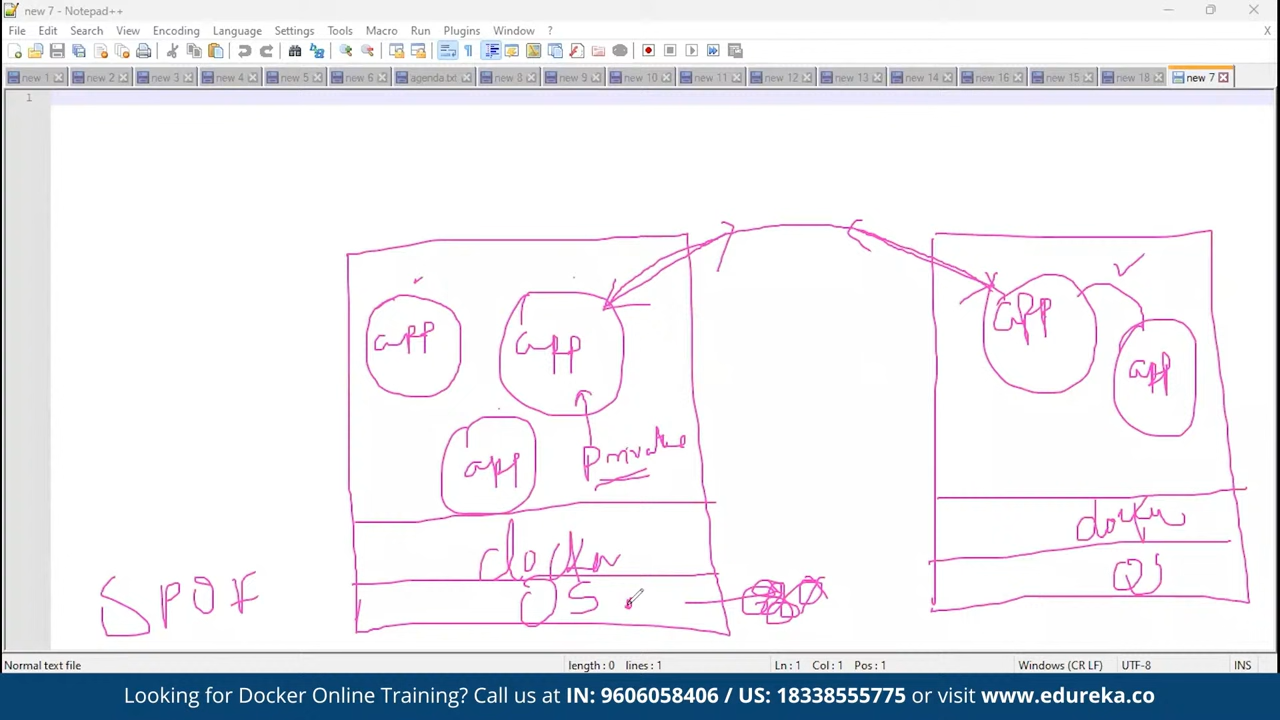 new 7 - Notepad++
File Edit Search View Encoding Language Settings Tools Macro Run Plugins Window ? X
new 1 new 2 new 3 new 4 new 5 new 6 agenda.txt new 8 new 9 new 10 new 11 new 12 new 13 new 14 new 16 new 15 new 18 new 7
1
app app app app
app Private
docker docker
SPOF OS OS
Normal text file length : 0 lines : 1 Ln : 1 Col : 1 Pos : 1 Windows (CR LF) UTF-8 INS
Looking for Docker Online Training? Call us at IN: 9606058406 / US: 18338555775 or visit www.edureka.co